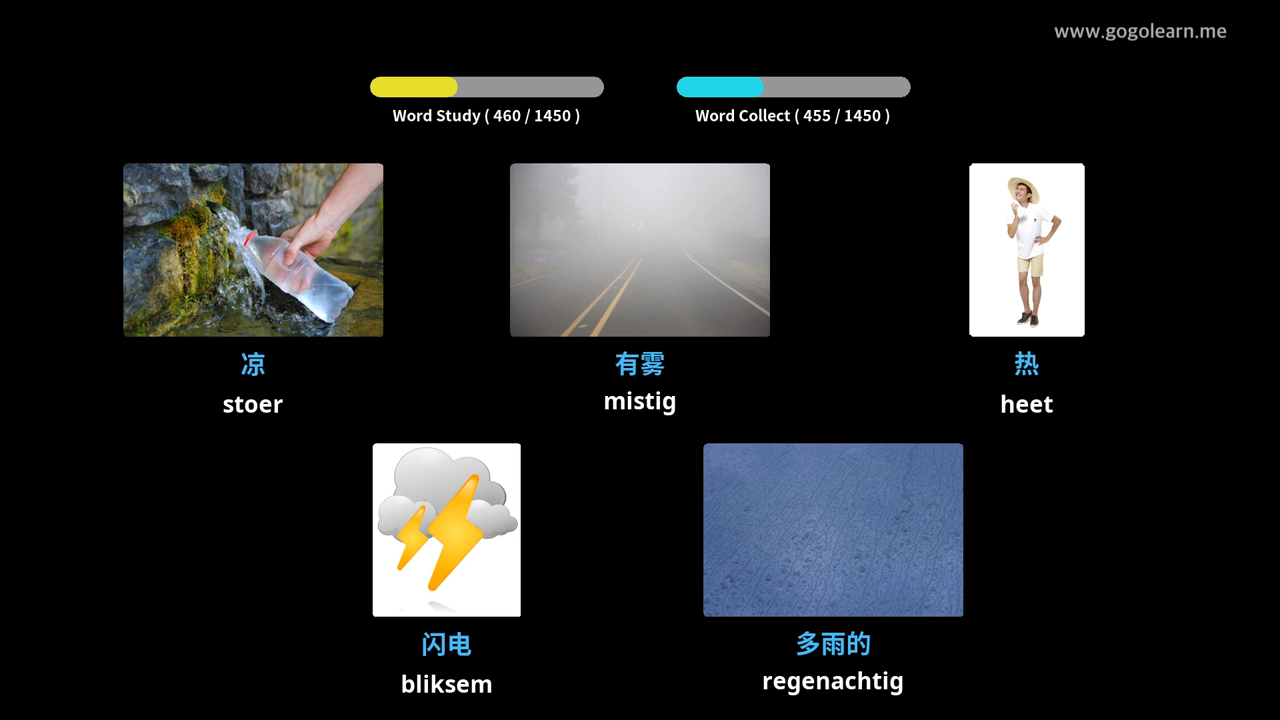 www.gogolearn.me
Word Study ( 460 / 1450 )
Word Collect ( 455 / 1450 )
凉
stoer
有雾
mistig
热
heet
闪电
bliksem
多雨的
regenachtig